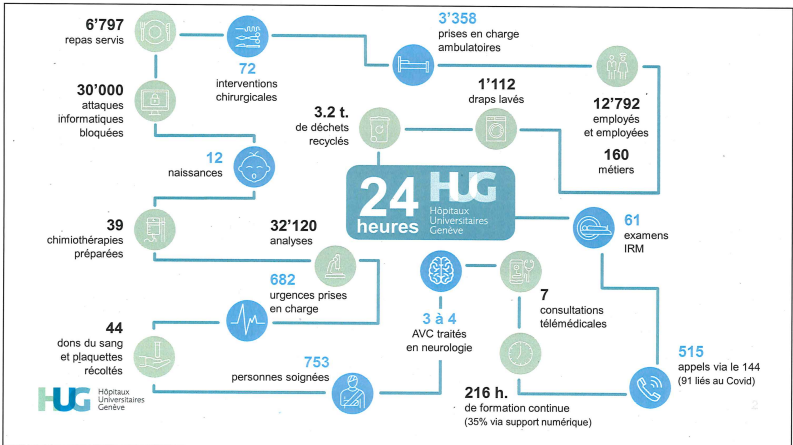 6’797
repas servis
72
interventions
chirurgicales
3’358
prises en charge
ambulatoires
12’792
employés
et employées
160
métiers
1’112
draps lavés
3.2 t.
de déchets
recyclés
30’000
attaques
informatiques
bloquées
12
naissances
24
heures
HUG
Hôpitaux
Universitaires
Genève
39
chimiothérapies
préparées
32’120
analyses
682
urgences prises
en charge
44
dons du sang
et plaquettes
récoltés
753
personnes soignées
3 à 4
AVC traités
en neurologie
7
consultations
télémédicales
216 h.
de formation continue
(35% via support numérique)
61
examens
IRM
515
appels via le 144
(91 liés au Covid)
HUG
Hôpitaux
Universitaires
Genève
2